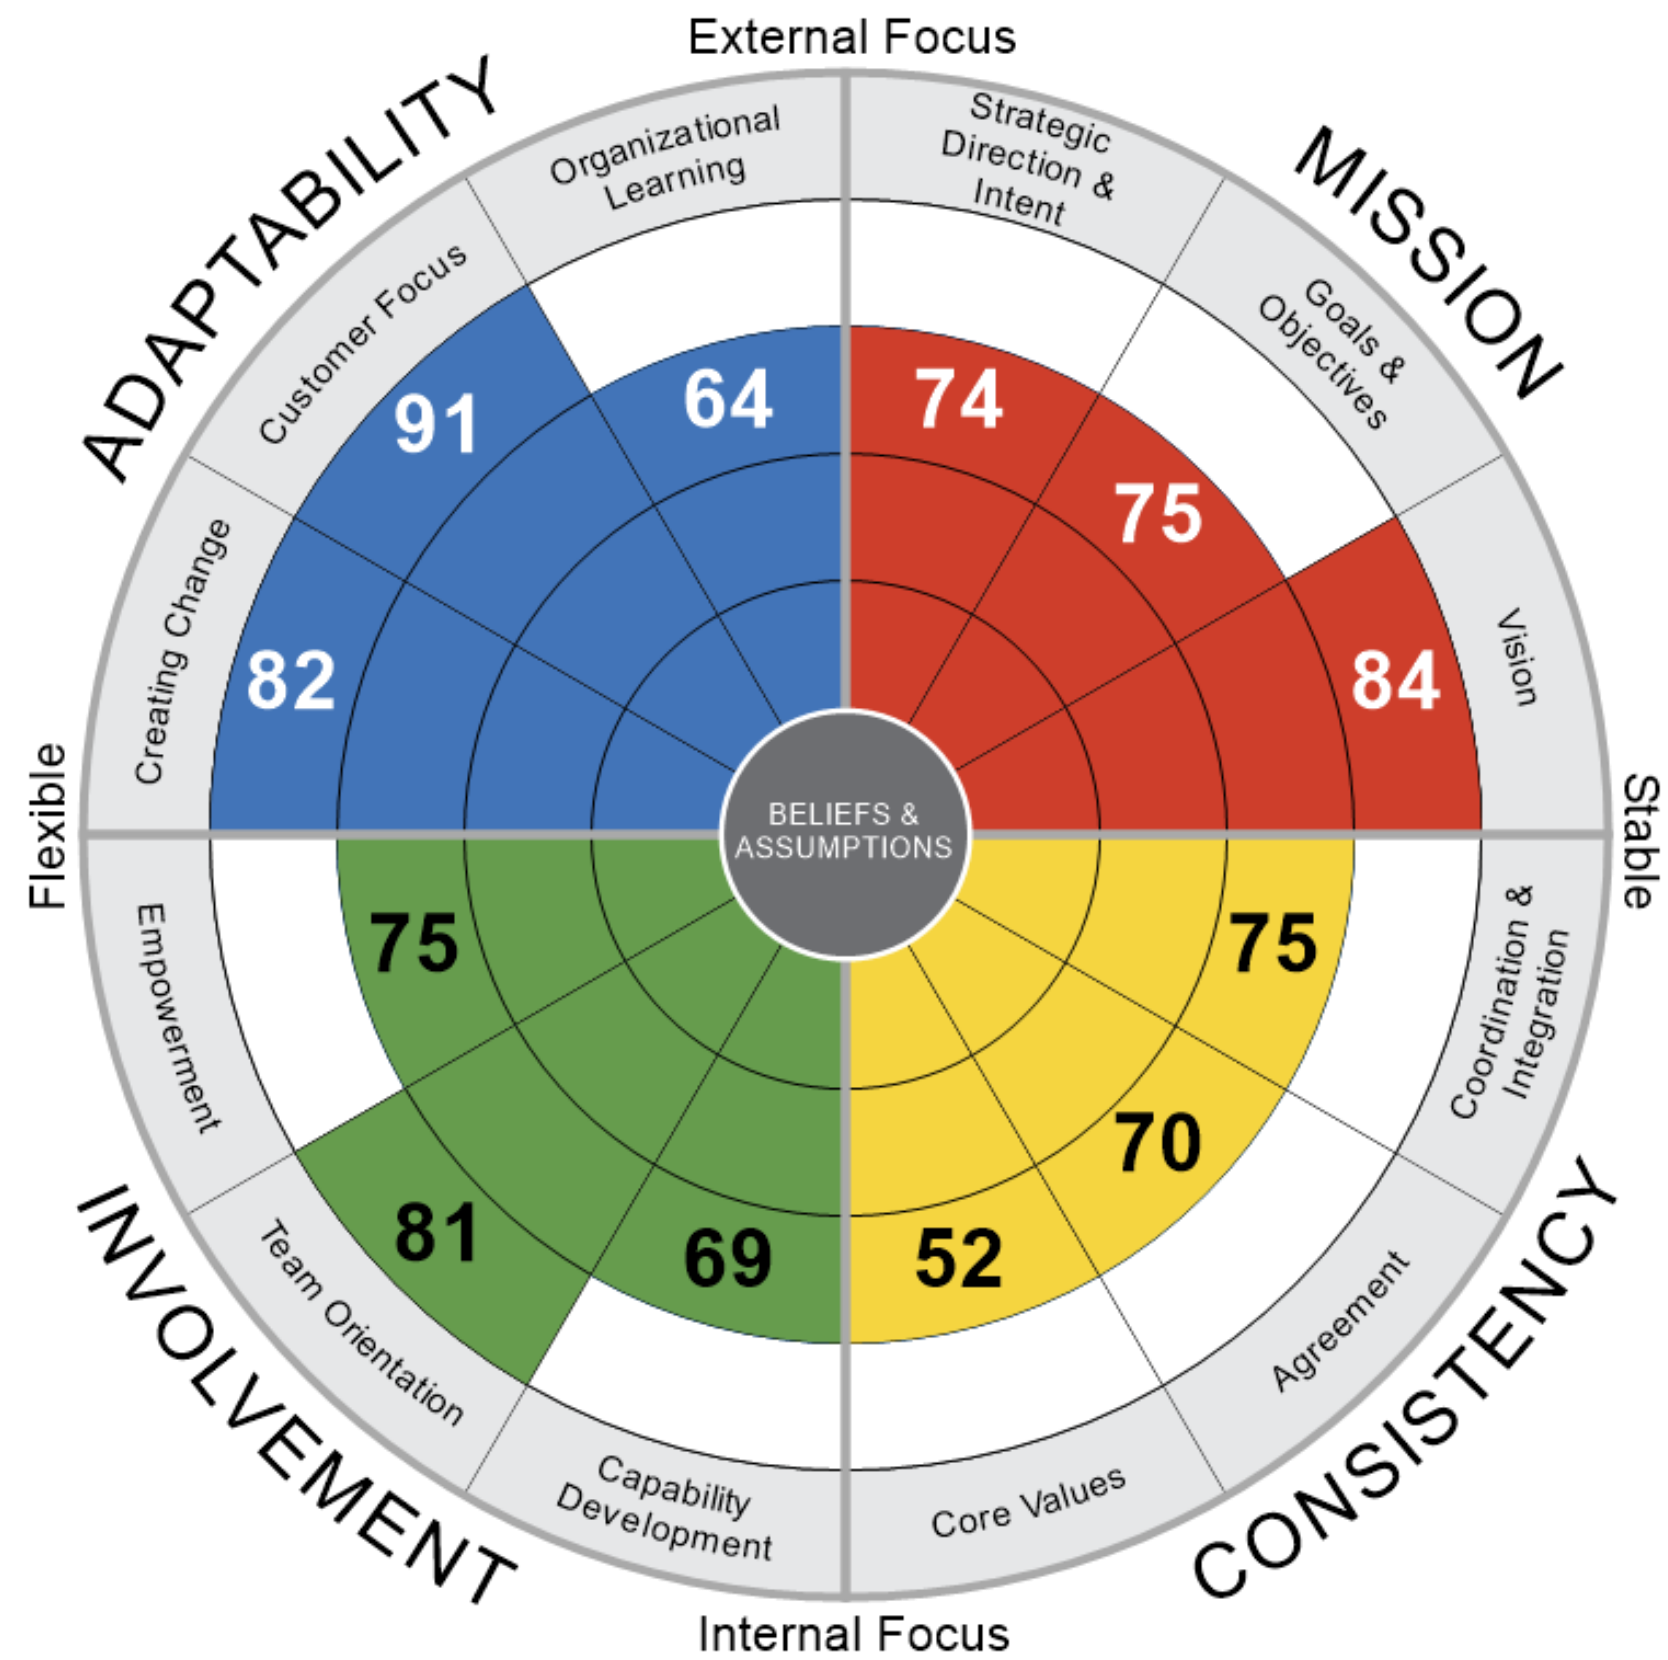 External Focus
ADAPTABILITY
MISSION
Organizational
Learning
Strategic
Direction &
Intent
Customer Focus
Goals &
Objectives
Creating Change
Vision
91
64
74
75
82
84
Flexible
BELIEFS &
ASSUMPTIONS
Stable
75
75
81
69
52
70
Empowerment
Coordination &
Integration
Team Orientation
Agreement
Capability
Development
Core Values
INVOLVEMENT
CONSISTENCY
Internal Focus